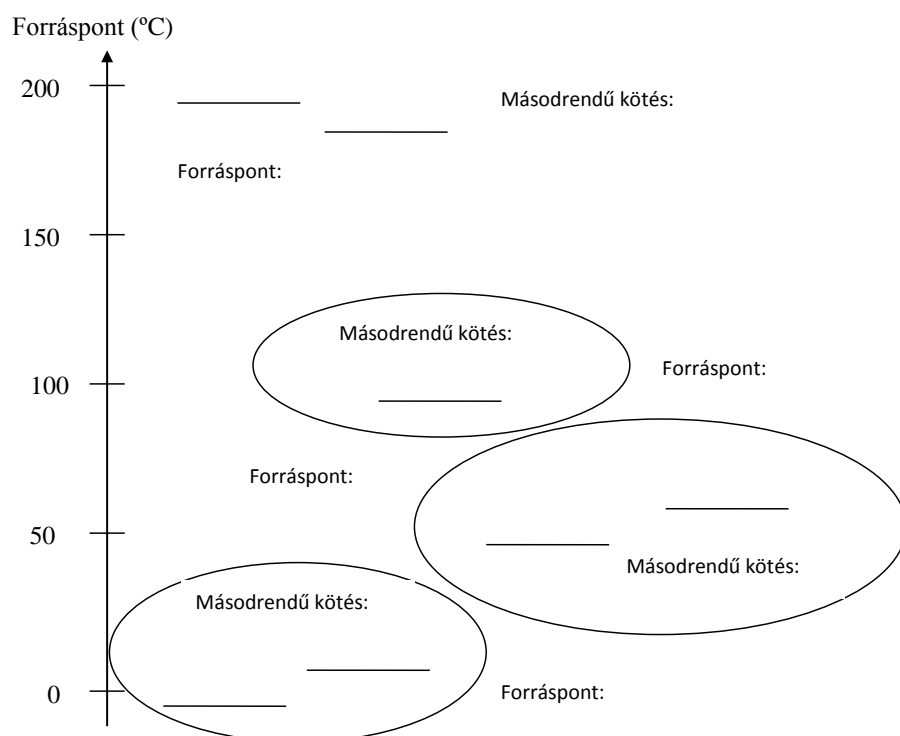 Forráspont (ºC)
200
Másodrendű kötés:
Forráspont:
150
Másodrendű kötés:
Forráspont:
100
Forráspont:
50
Másodrendű kötés:
Másodrendű kötés:
0
Forráspont: